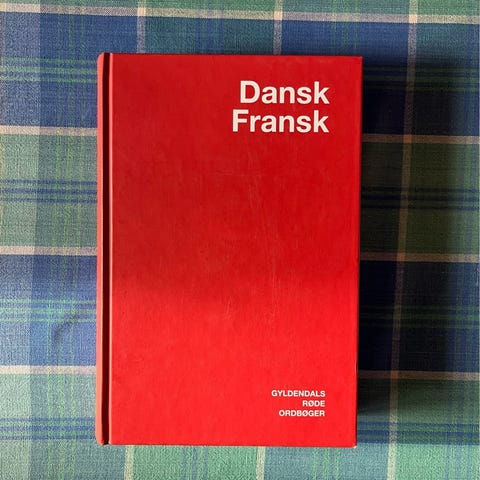 Dansk
Fransk
GYLDENDALS
RØDE
ORDBØGER